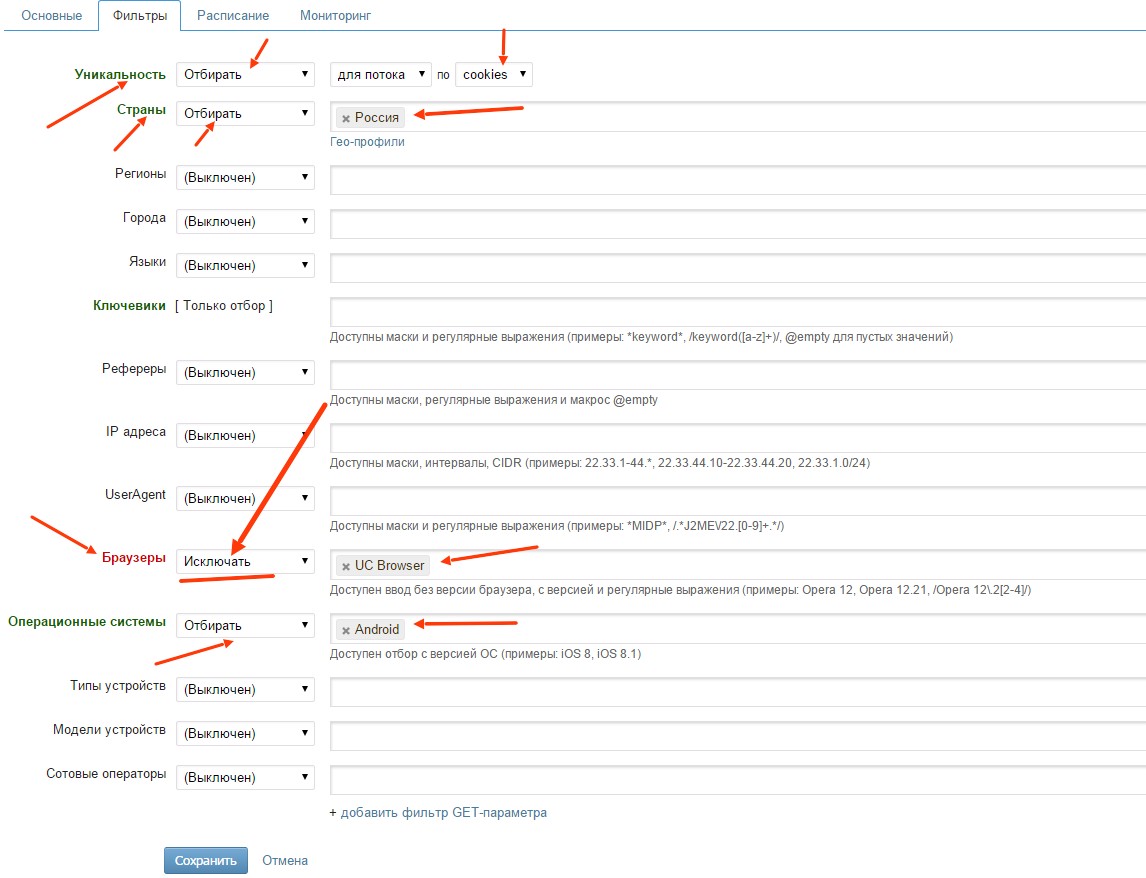 Основные Фильтры Расписание Мониторинг
Уникальность Отбирать для потока по cookies
Страны Отбирать Россия
Гео-профили
Регионы (Выключен)
Города (Выключен)
Языки (Выключен)
Ключевики [ Только отбор ]
Доступны маски и регулярные выражения (примеры: *keyword*, /keyword([a-z]+)/, @empty для пустых значений)
Рефереры (Выключен)
Доступны маски, регулярные выражения и макрос @empty
IP адреса (Выключен)
Доступны маски, интервалы, CIDR (примеры: 22.33.1-44.*, 22.33.44.10-22.33.44.20, 22.33.1.0/24)
UserAgent (Выключен)
Доступны маски и регулярные выражения (примеры: *MIDP*, /.*J2ME\/22.[0-9]+.*/)
Браузеры Исключать UC Browser
Доступен ввод без версии браузера, с версией и регулярные выражения (примеры: Opera 12, Opera 12.21, /Opera 12\.2[2-4]/)
Операционные системы Отбирать Android
Доступен отбор с версией ОС (примеры: iOS 8, iOS 8.1)
Типы устройств (Выключен)
Модели устройств (Выключен)
Сотовые операторы (Выключен)
+ добавить фильтр GET-параметра
Сохранить Отмена